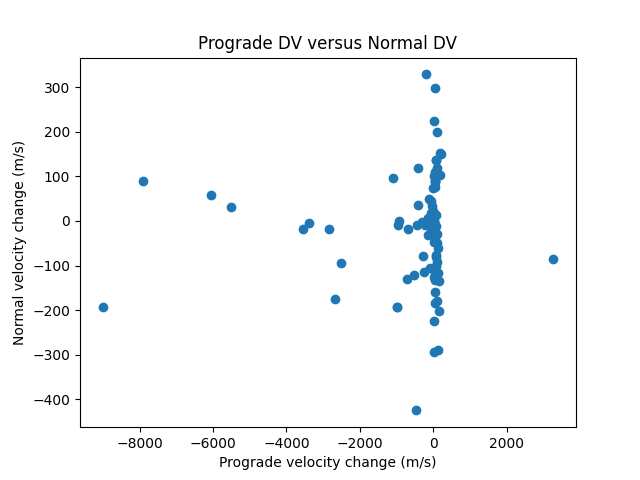 Prograde DV versus Normal DV
Normal velocity change (m/s)
300
200
100
0
−100
−200
−300
−400
−8000 −6000 −4000 −2000 0 2000
Prograde velocity change (m/s)